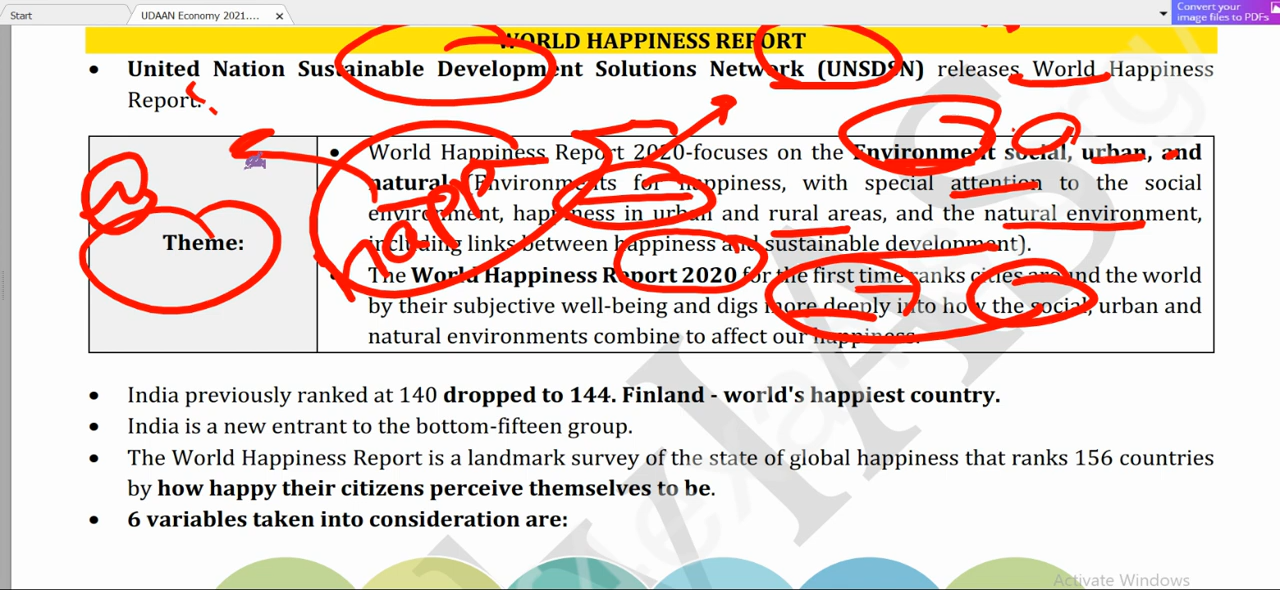 Start
UDAAN Economy 2021....
Convert your
image files to PDFs
WORLD HAPPINESS REPORT
• United Nation Sustainable Development Solutions Network (UNSDSN) releases World Happiness
Report.
Theme:
• World Happiness Report 2020-focuses on the Environment social, urban, and
natural (Environments for happiness, with special attention to the social
environment, happiness in urban and rural areas, and the natural environment,
including links between happiness and sustainable development).
• The World Happiness Report 2020 for the first time ranks cities around the world
by their subjective well-being and digs more deeply into how the social, urban and
natural environments combine to affect our happiness.
• India previously ranked at 140 dropped to 144. Finland - world's happiest country.
• India is a new entrant to the bottom-fifteen group.
• The World Happiness Report is a landmark survey of the state of global happiness that ranks 156 countries
by how happy their citizens perceive themselves to be.
• 6 variables taken into consideration are:
Activate Windows